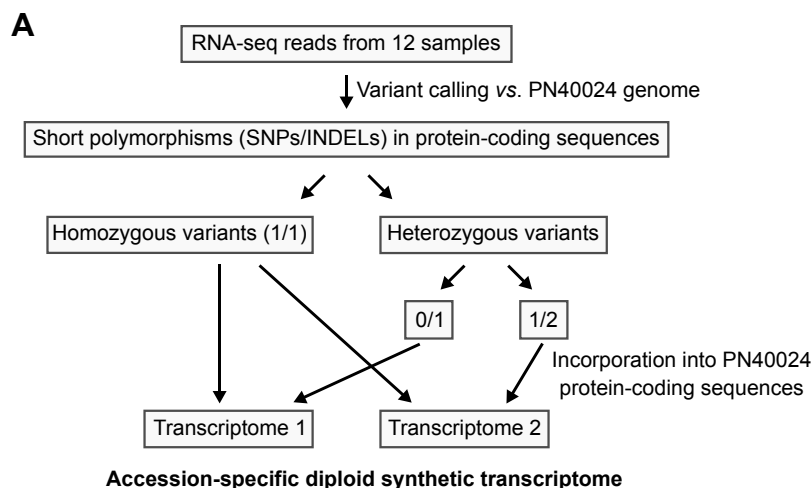 A
RNA-seq reads from 12 samples
Variant calling vs. PN40024 genome
Short polymorphisms (SNPs/INDELs) in protein-coding sequences
Homozygous variants (1/1)
Heterozygous variants
0/1
1/2
Incorporation into PN40024
protein-coding sequences
Transcriptome 1
Transcriptome 2
Accession-specific diploid synthetic transcriptome